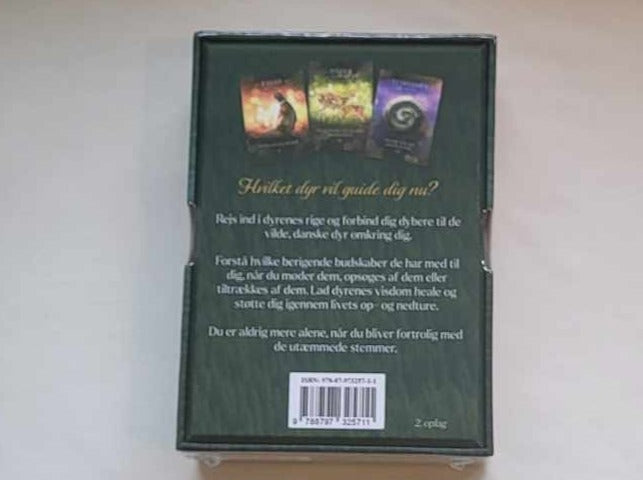 Hvilket dyr vil guide dig nu?
Rejs ind i dyrenes rige og forbind dig dybere til de
vilde, danske dyr omkring dig.
Forstå hvilke berigende budskaber de har med til
dig, når du møder dem, opsøges af dem eller
tiltrækkes af dem. Lad dyrenes visdom heale og
støtte dig igennem livets op- og nedture.
Du er aldrig mere alene, når du bliver fortrolig med
de utæmmede stemmer.
9 788797 325711
2. oplag